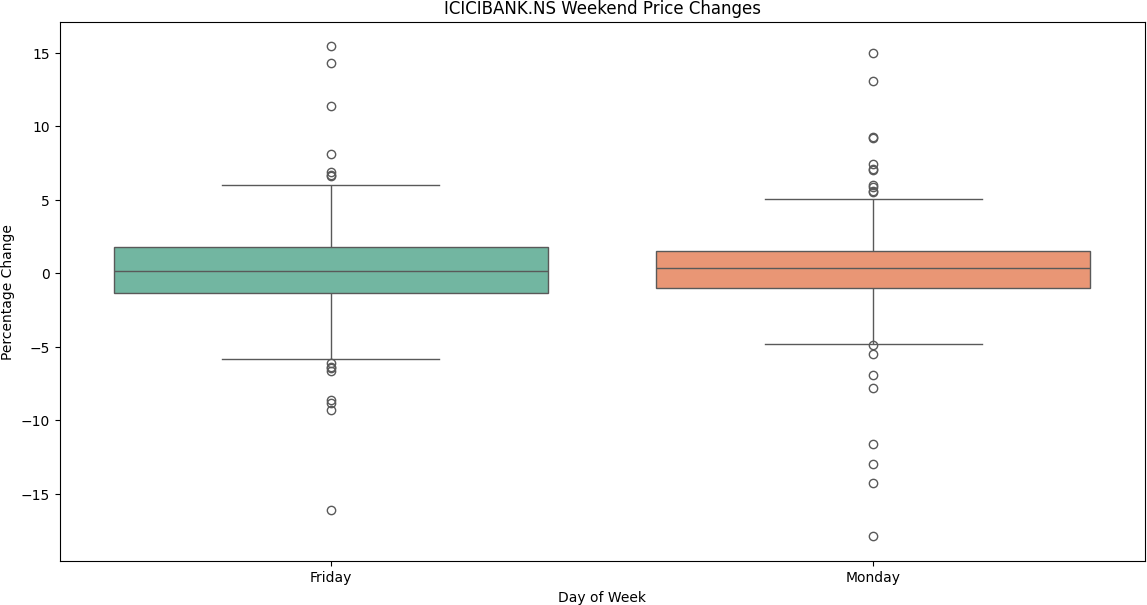 ICICIBANK.NS Weekend Price Changes
Percentage Change
15
10
5
0
−5
−10
−15
Friday
Monday
Day of Week